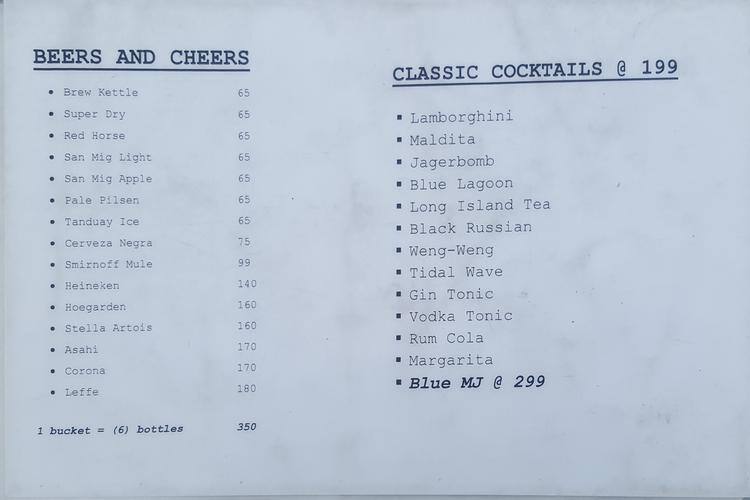 BEERS AND CHEERS
• Brew Kettle 65
• Super Dry 65
• Red Horse 65
• San Mig Light 65
• San Mig Apple 65
• Pale Pilsen 65
• Tanduay Ice 65
• Cerveza Negra 75
• Smirnoff Mule 99
• Heineken 140
• Hoegarden 160
• Stella Artois 160
• Asahi 170
• Corona 170
• Leffe 180
1 bucket = (6) bottles 350
CLASSIC COCKTAILS @ 199
▪ Lamborghini
▪ Maldita
▪ Jagerbomb
▪ Blue Lagoon
▪ Long Island Tea
▪ Black Russian
▪ Weng-Weng
▪ Tidal Wave
▪ Gin Tonic
▪ Vodka Tonic
▪ Rum Cola
▪ Margarita
▪ Blue MJ @ 299